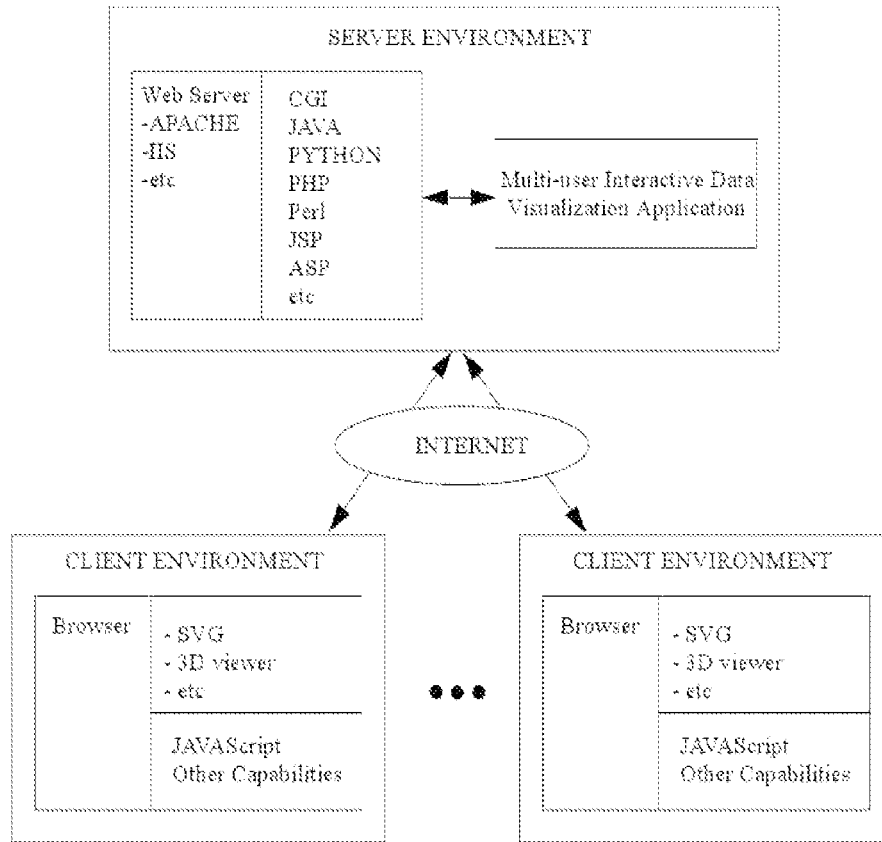 SERVER ENVIRONMENT
Web Server
-APACHE
-IIS
-etc
CGI
JAVA
PYTHON
PHP
Perl
JSP
ASP
etc
Multi-user Interactive Data
Visualization Application
INTERNET
CLIENT ENVIRONMENT
Browser
- SVG
- 3D viewer
- etc
JAVAScript
Other Capabilities
CLIENT ENVIRONMENT
Browser
- SVG
- 3D viewer
- etc
JAVAScript
Other Capabilities